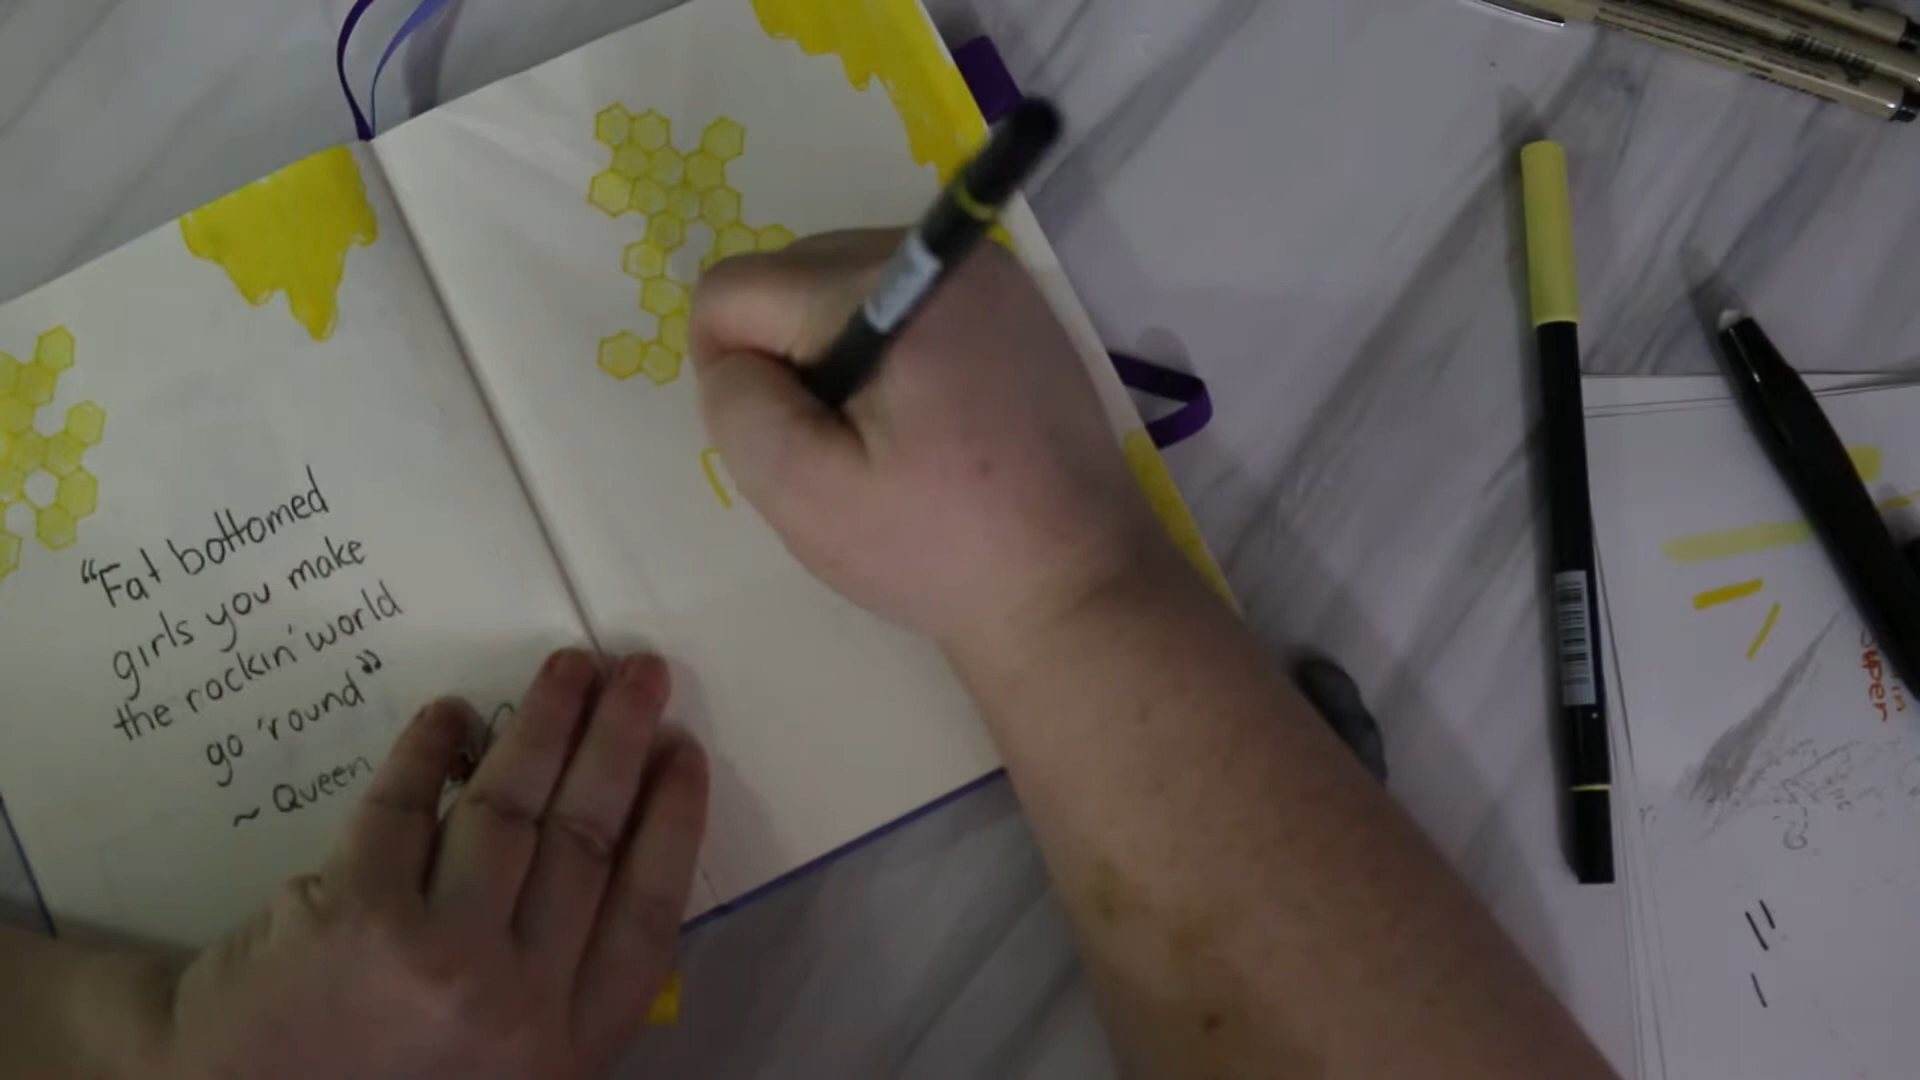 “Fat bottomed
girls you make
the rockin' world
go 'round”
~ Queen